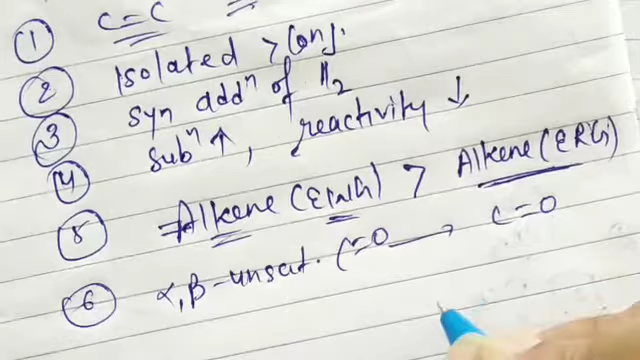 ① C=C
② Isolated > Conj.
③ syn addⁿ of H₂
④ subⁿ ↑, reactivity ↓
⑤ Alkene (EWG) > Alkene (ERG)
⑥ α,β-unsat. C=O → C=O